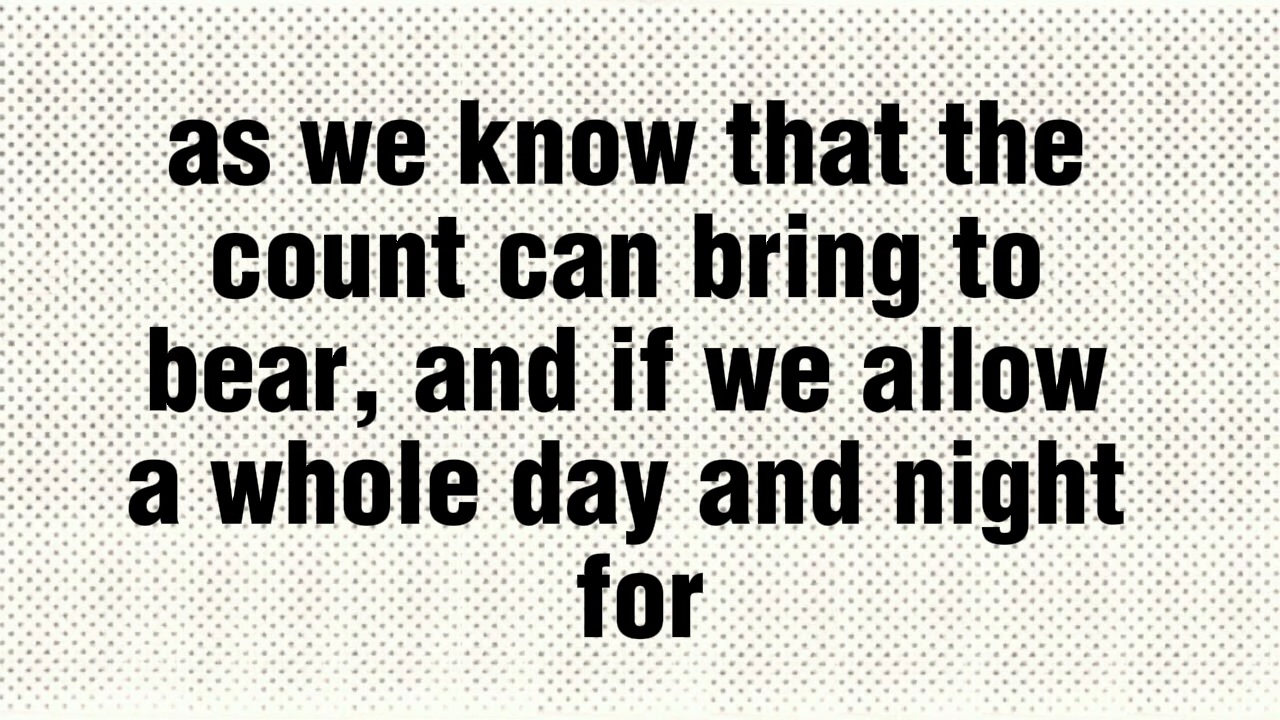 as we know that the
count can bring to
bear, and if we allow
a whole day and night
for